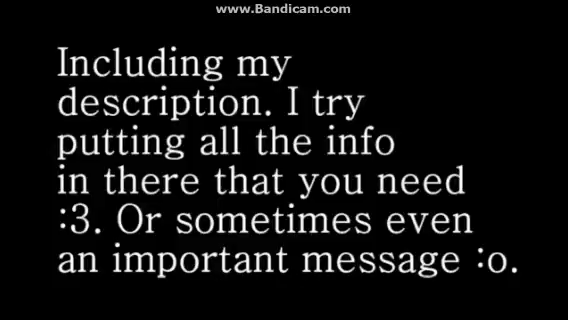 www.Bandicam.com
Including my
description. I try
putting all the info
in there that you need
:3. Or sometimes even
an important message :o.